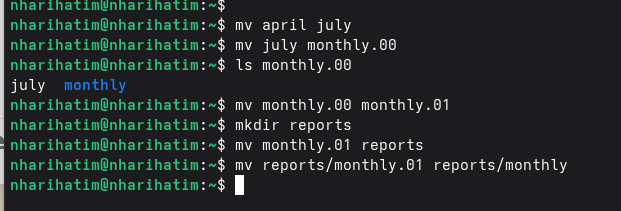 nharihatim@nharihatim:~$
nharihatim@nharihatim:~$ mv april july
nharihatim@nharihatim:~$ mv july monthly.00
nharihatim@nharihatim:~$ ls monthly.00
july  monthly
nharihatim@nharihatim:~$ mv monthly.00 monthly.01
nharihatim@nharihatim:~$ mkdir reports
nharihatim@nharihatim:~$ mv monthly.01 reports
nharihatim@nharihatim:~$ mv reports/monthly.01 reports/monthly
nharihatim@nharihatim:~$